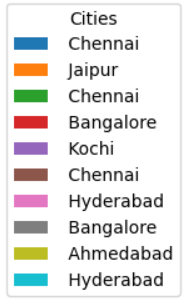 Cities
Chennai
Jaipur
Chennai
Bangalore
Kochi
Chennai
Hyderabad
Bangalore
Ahmedabad
Hyderabad